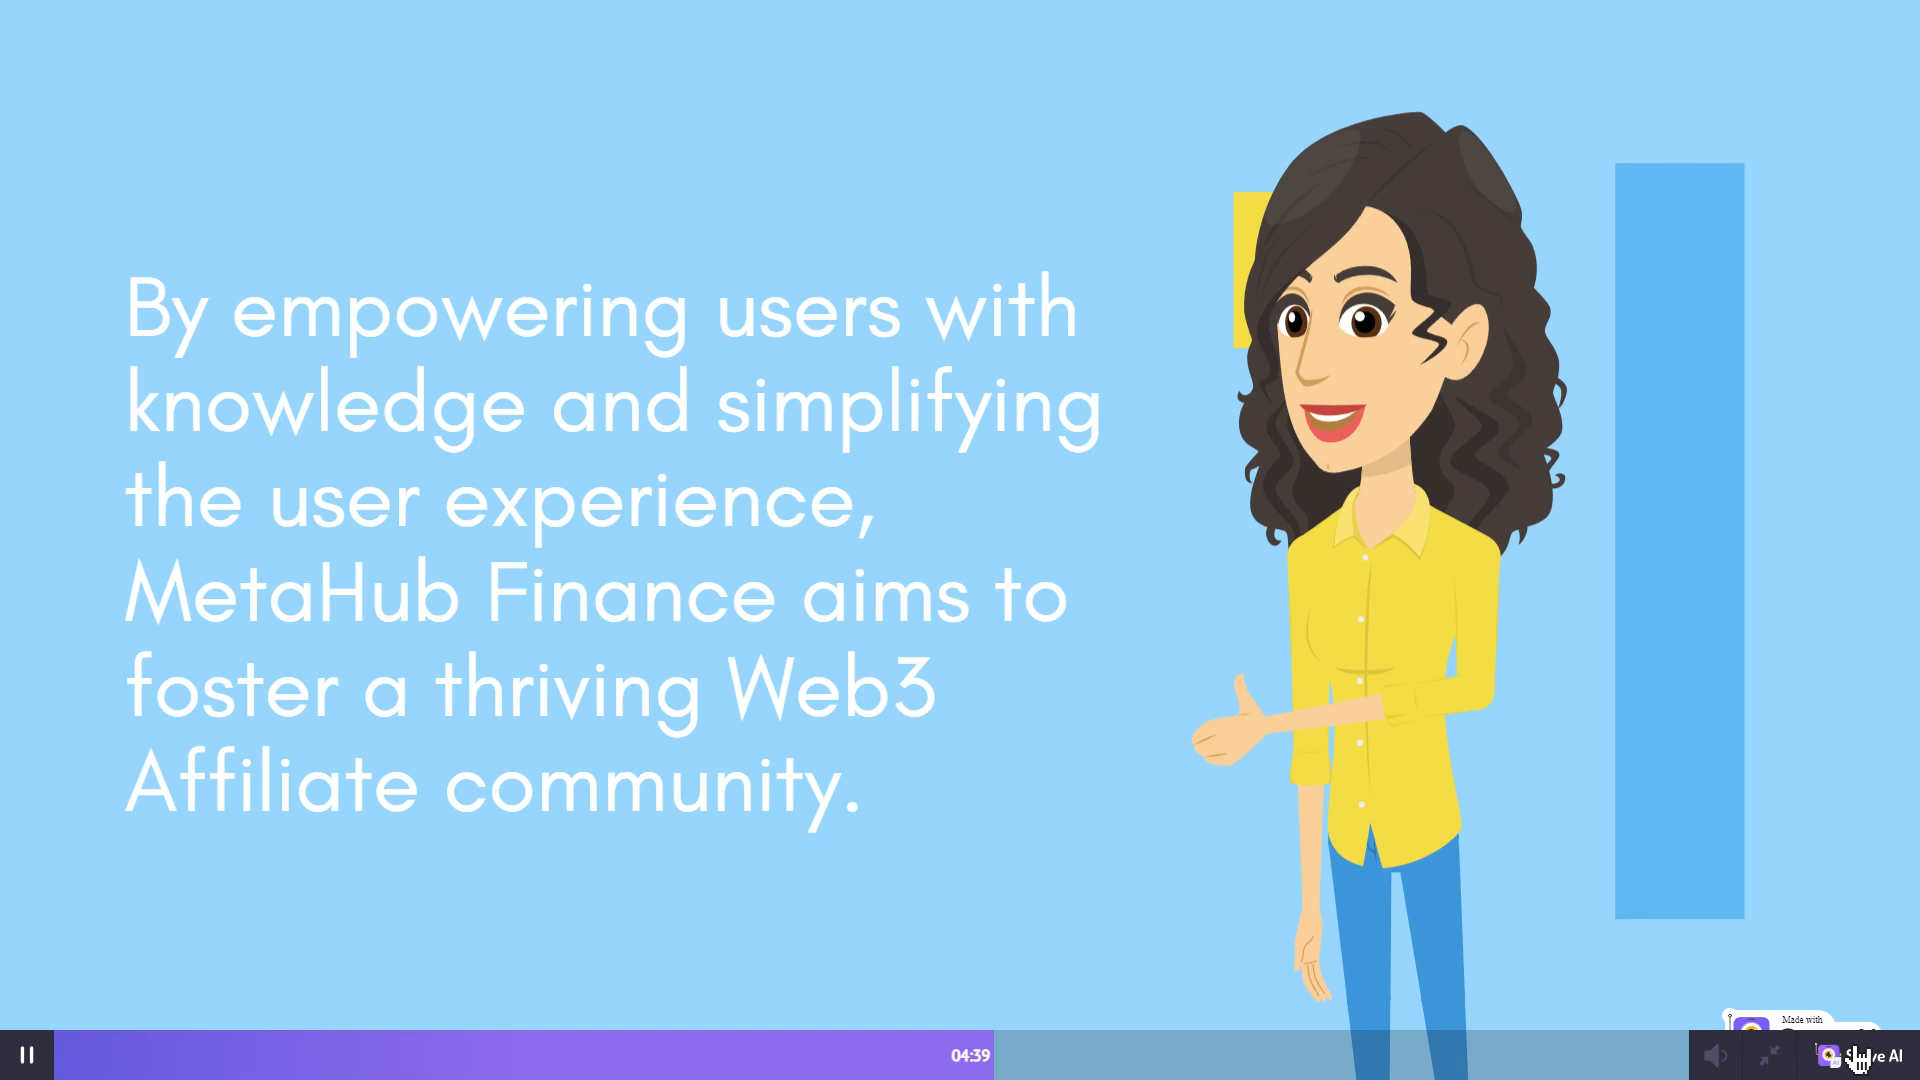 By empowering users with
knowledge and simplifying
the user experience,
MetaHub Finance aims to
foster a thriving Web3
Affiliate community.
Made with
04:39
AI